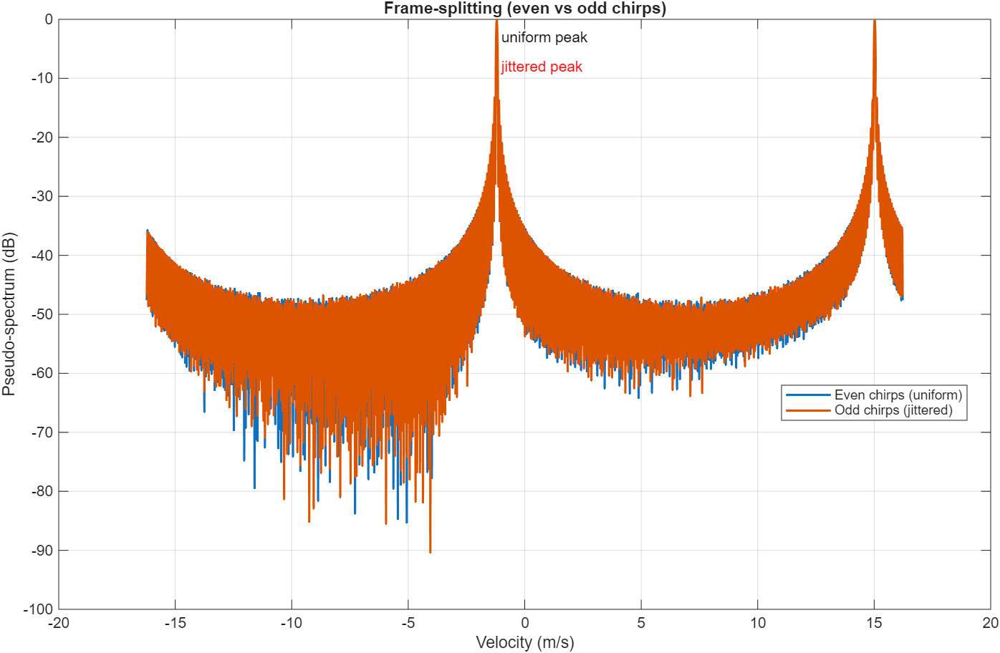 Frame-splitting (even vs odd chirps)
0
-10
-20
-30
-40
-50
-60
-70
-80
-90
-100
Pseudo-spectrum (dB)
uniform peak
jittered peak
Even chirps (uniform)
Odd chirps (jittered)
-20
-15
-10
-5
0
5
10
15
20
Velocity (m/s)